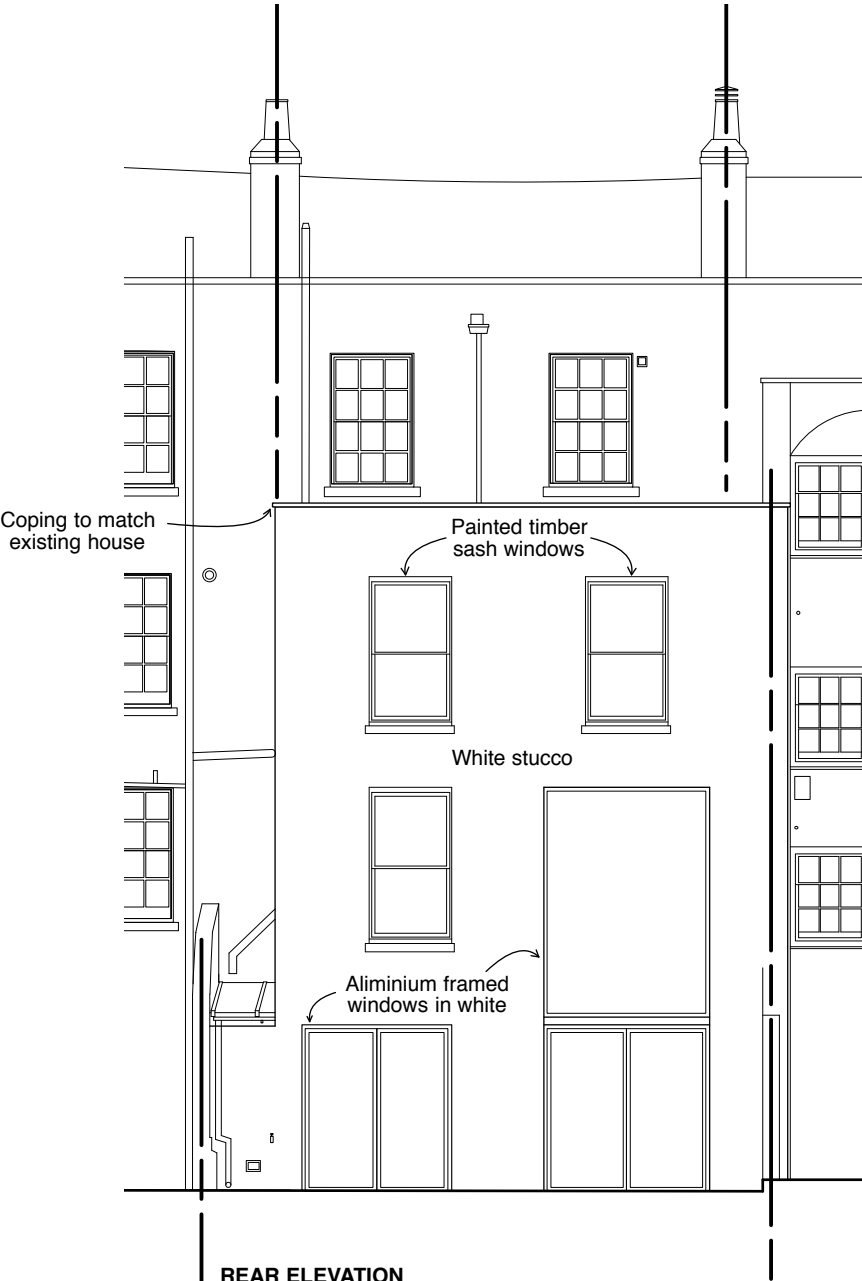 Coping to match
existing house
Painted timber
sash windows
White stucco
Aliminium framed
windows in white
REAR ELEVATION